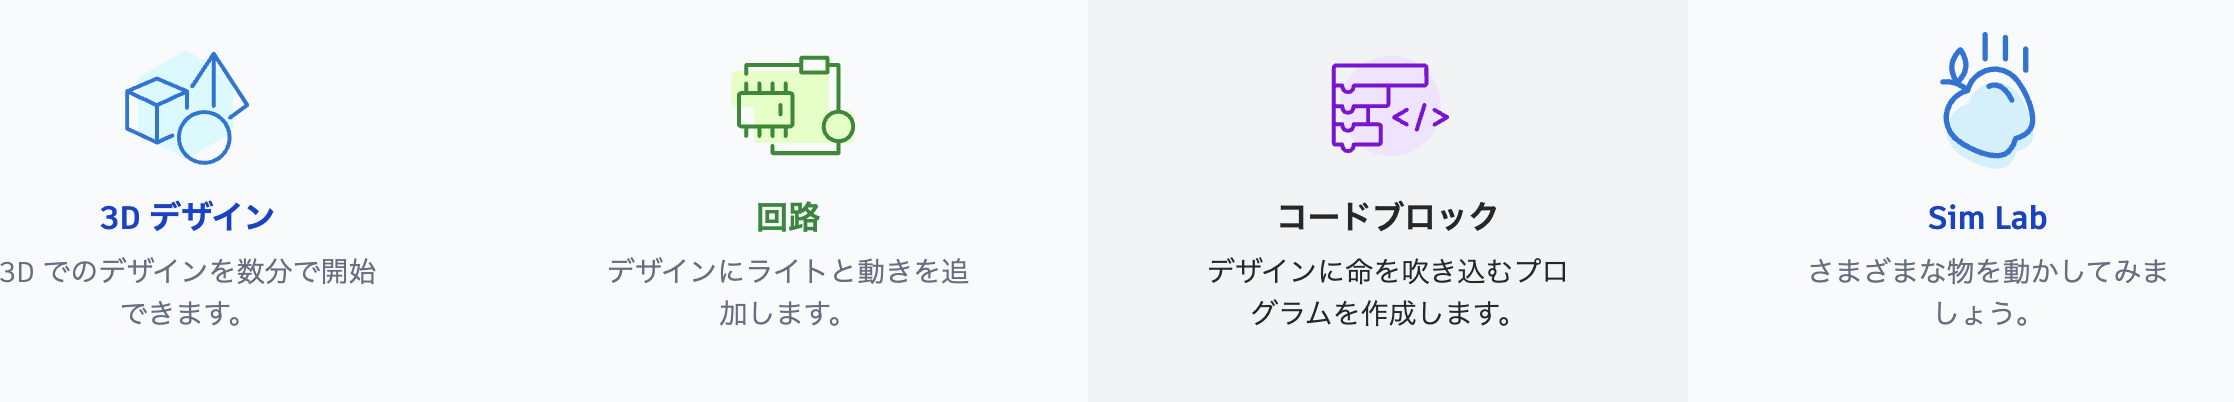 3D デザイン
3D でのデザインを数分で開始
できます。
回路
デザインにライトと動きを追
加します。
</>
コードブロック
デザインに命を吹き込むプロ
グラムを作成します。
Sim Lab
さまざまな物を動かしてみま
しょう。